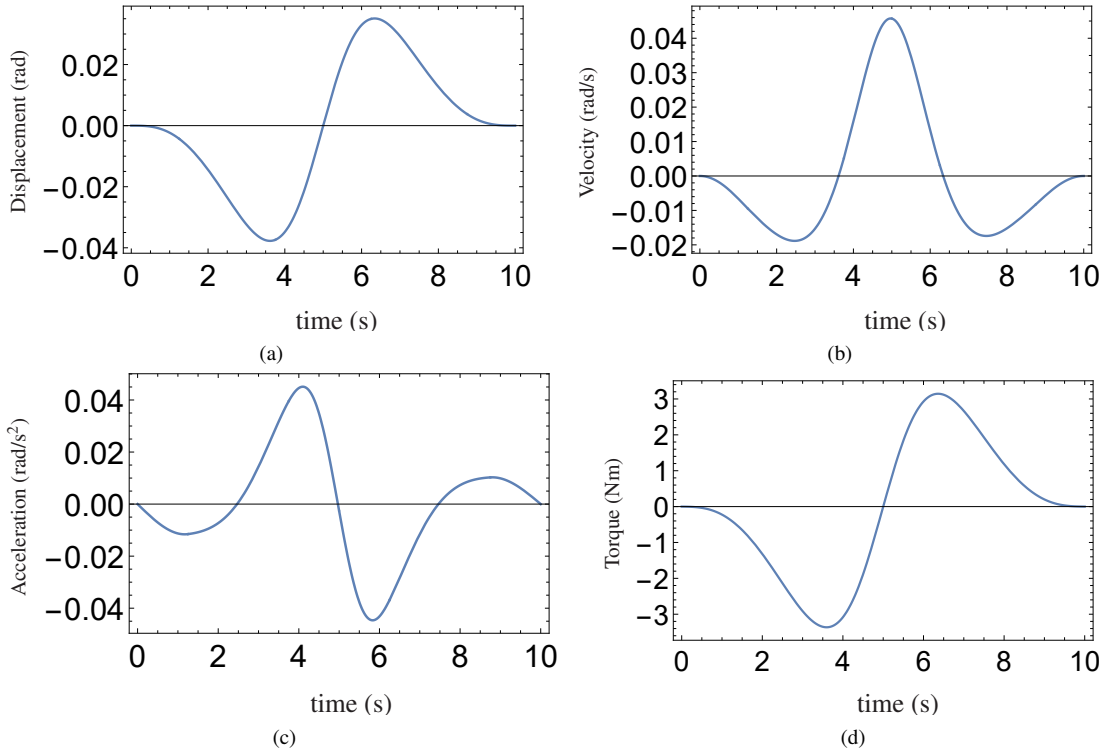 Displacement (rad)
0.02
0.00
−0.02
−0.04
0 2 4 6 8 10
time (s)
(a)
Velocity (rad/s)
0.04
0.03
0.02
0.01
0.00
−0.01
−0.02
0 2 4 6 8 10
time (s)
(b)
Acceleration (rad/s²)
0.04
0.02
0.00
−0.02
−0.04
0 2 4 6 8 10
time (s)
(c)
Torque (Nm)
3
2
1
0
−1
−2
−3
0 2 4 6 8 10
time (s)
(d)